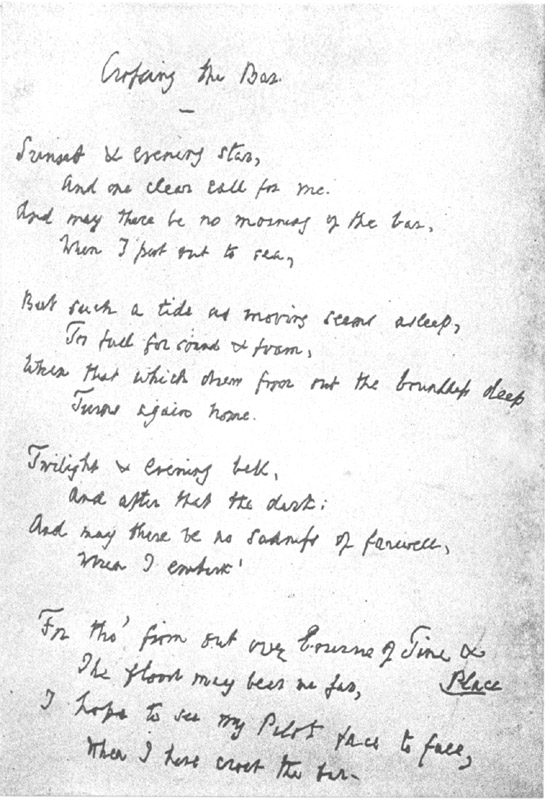 Crossing the Bar.
Sunset & evening star,
And one clear call for me.
And may there be no moaning of the bar,
When I put out to sea,
But such a tide as moving seems asleep,
Too full for sound & foam,
When that which drew from out the boundless deep
Turns again home.
Twilight & evening bell,
And after that the dark;
And may there be no sadness of farewell,
When I embark!
For tho' from out our bourne of Time &
Place
The flood may bear me far,
I hope to see my Pilot face to face,
When I have crost the bar.